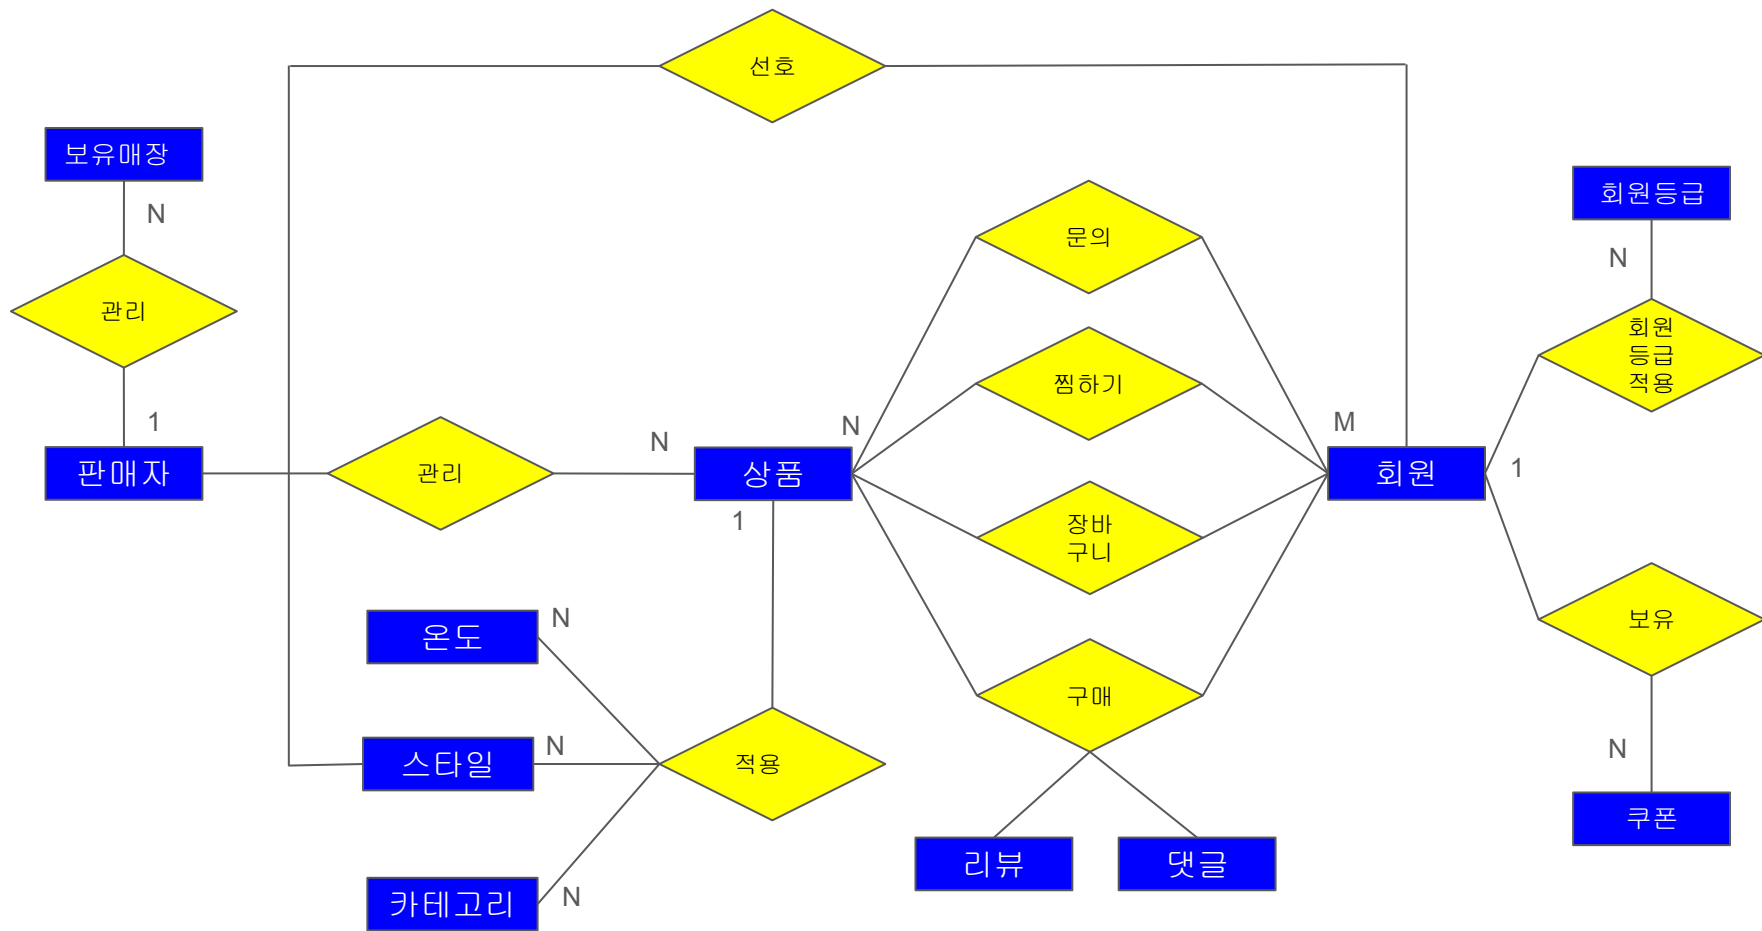 선호
보유매장
N
관리
1
판매자
관리
N
상품
N
1
문의
찜하기
장바
구니
구매
M
회원
1
회원등급
N
회원
등급
적용
보유
N
쿠폰
온도
N
스타일
N
카테고리
N
적용
리뷰
댓글